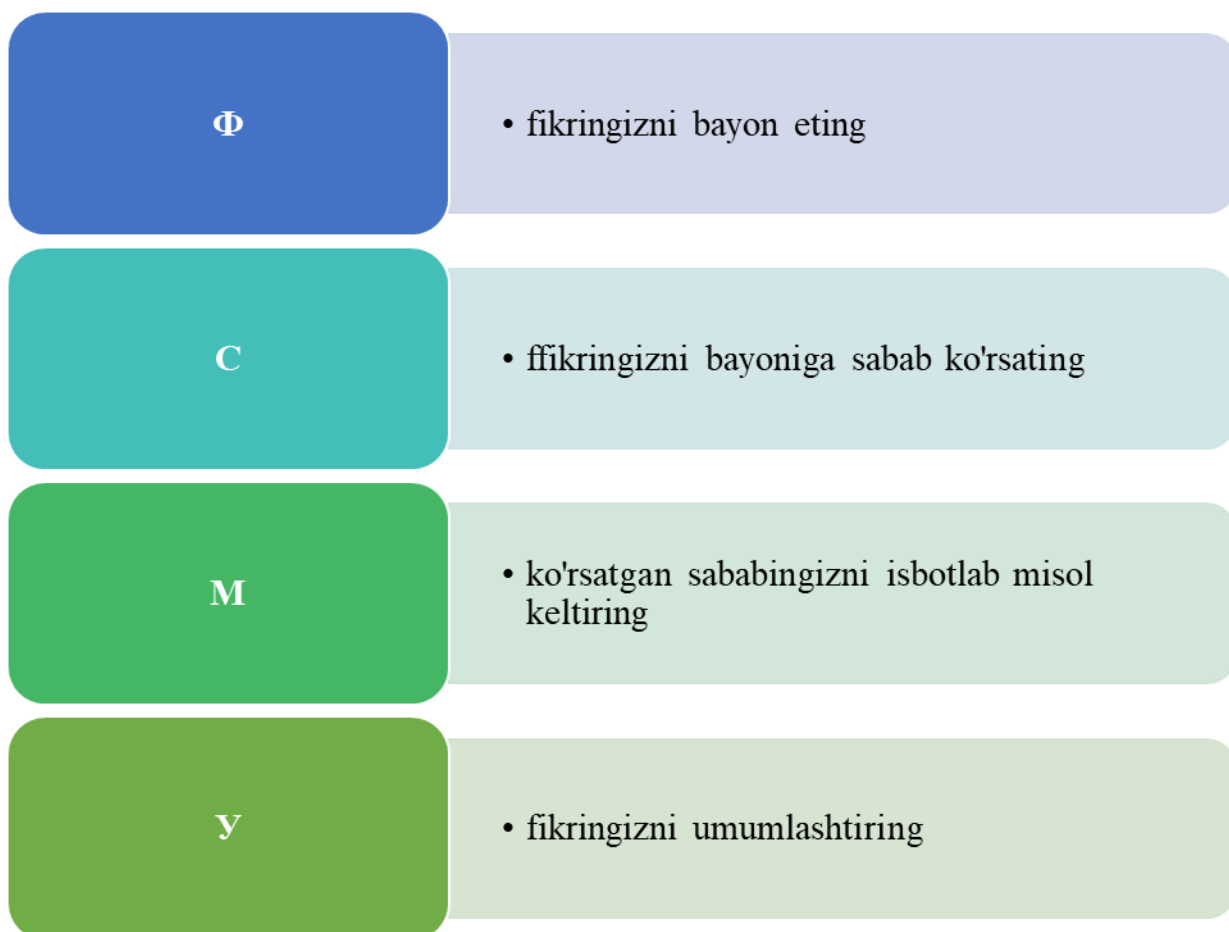 Ф
• fikringizni bayon eting
С
• ffikringizni bayoniga sabab ko'rsating
М
• ko'rsatgan sababingizni isbotlab misol
keltiring
У
• fikringizni umumlashtiring